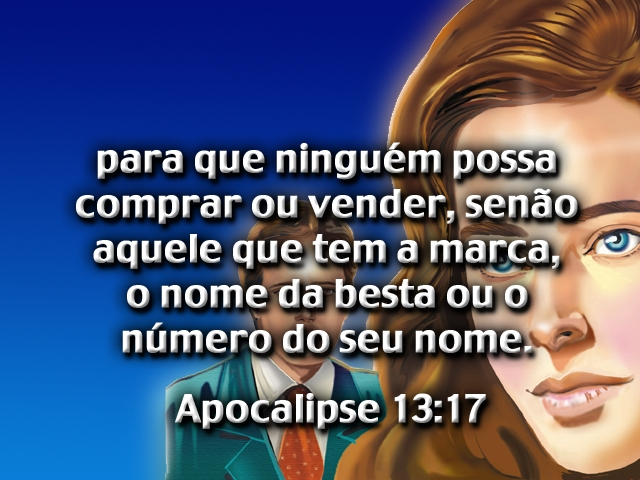 para que ninguém possa
comprar ou vender, senão
aquele que tem a marca,
o nome da besta ou o
número do seu nome.
Apocalipse 13:17